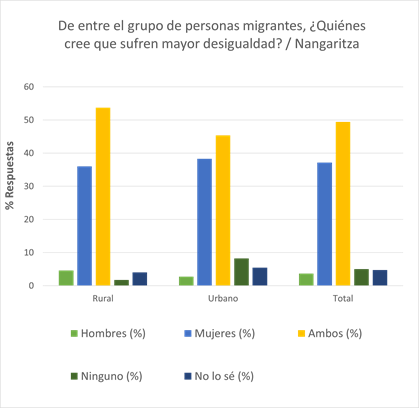 De entre el grupo de personas migrantes, ¿Quiénes
cree que sufren mayor desigualdad? / Nangaritza
60
50
40
30
20
10
0
% Respuestas
Rural Urbano Total
Hombres (%) Mujeres (%) Ambos (%)
Ninguno (%) No lo sé (%)